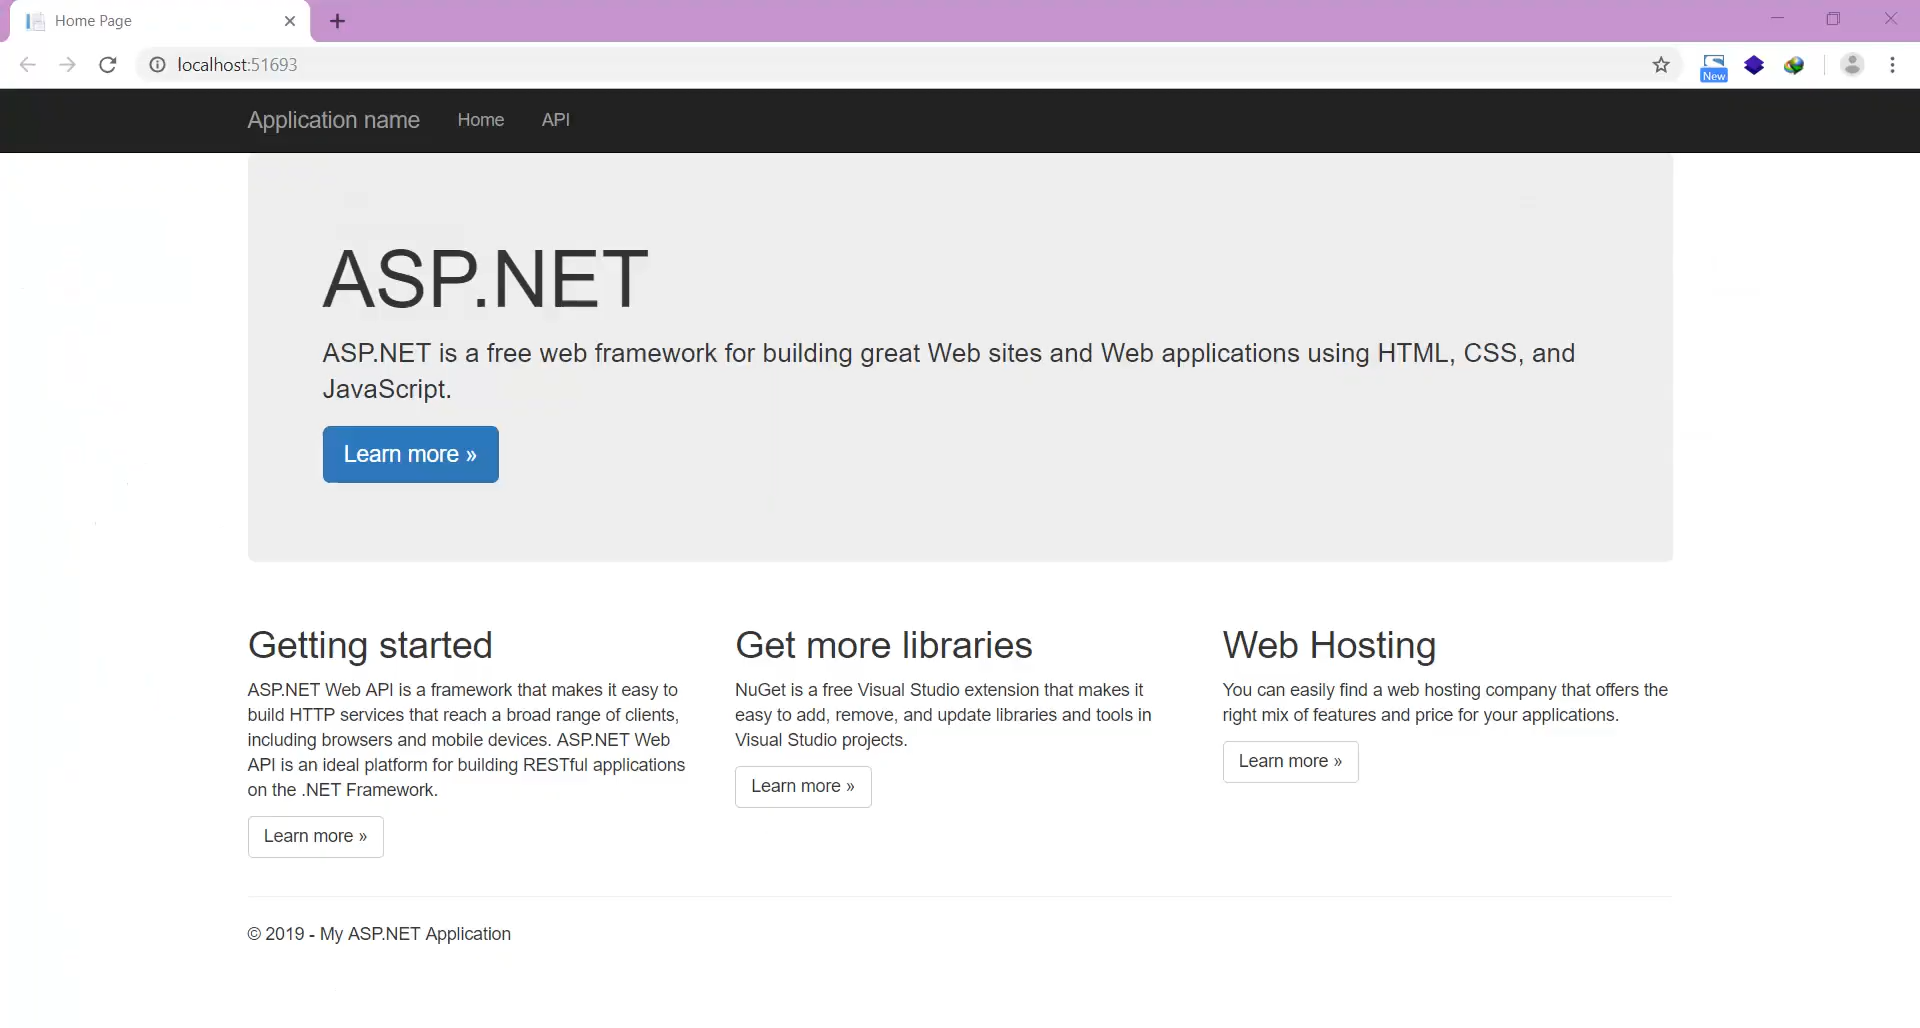 Home Page
localhost:51693
New
Application name Home API
ASP.NET
ASP.NET is a free web framework for building great Web sites and Web applications using HTML, CSS, and
JavaScript.
Learn more »
Getting started
ASP.NET Web API is a framework that makes it easy to
build HTTP services that reach a broad range of clients,
including browsers and mobile devices. ASP.NET Web
API is an ideal platform for building RESTful applications
on the .NET Framework.
Learn more »
Get more libraries
NuGet is a free Visual Studio extension that makes it
easy to add, remove, and update libraries and tools in
Visual Studio projects.
Learn more »
Web Hosting
You can easily find a web hosting company that offers the
right mix of features and price for your applications.
Learn more »
© 2019 - My ASP.NET Application